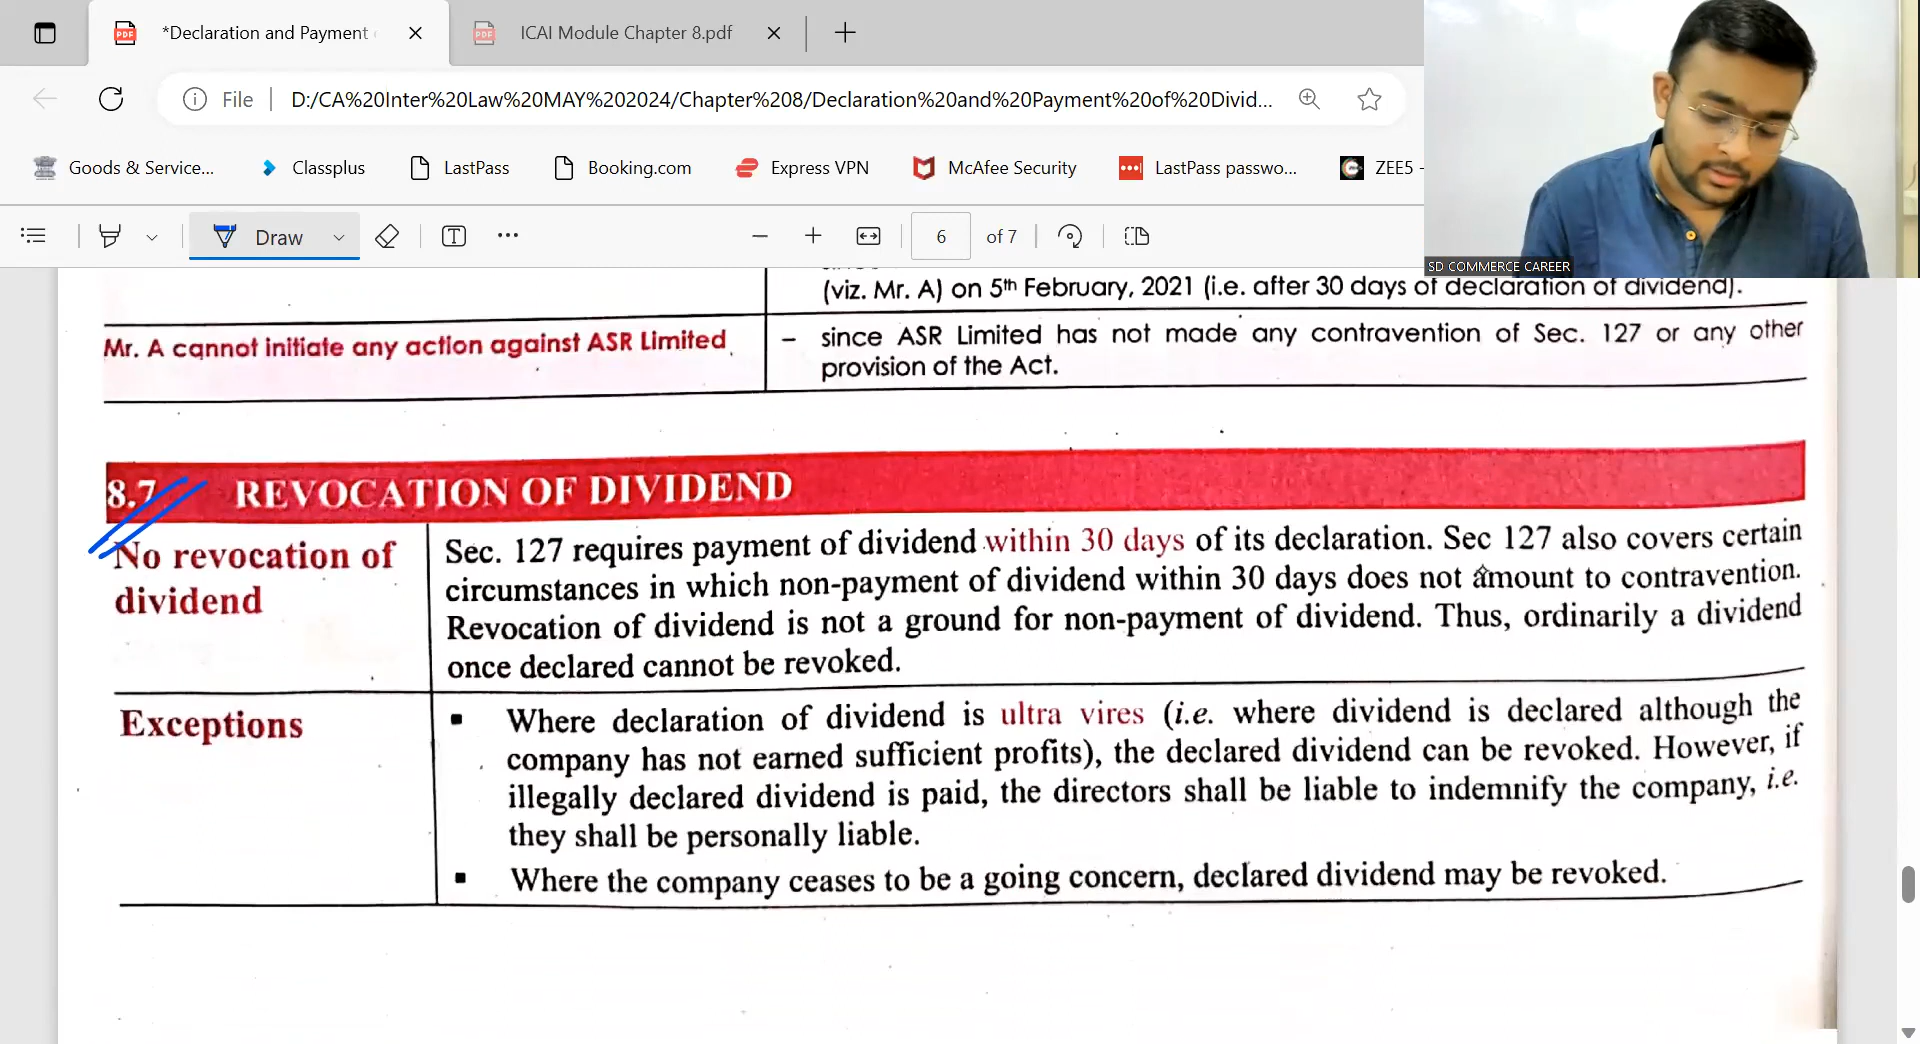 *Declaration and Payment
ICAI Module Chapter 8.pdf
File
D:/CA%20Inter%20Law%20MAY%202024/Chapter%208/Declaration%20and%20Payment%20of%20Divid...
Goods & Service...
Classplus
LastPass
Booking.com
Express VPN
McAfee Security
LastPass passwo...
ZEE5 -
Draw
6
of 7
SD COMMERCE CAREER
(viz. Mr. A) on 5th February, 2021 (i.e. after 30 days of declaration of dividend).
Mr. A cannot initiate any action against ASR Limited
– since ASR Limited has not made any contravention of Sec. 127 or any other
provision of the Act.
8.7 REVOCATION OF DIVIDEND
No revocation of
dividend
Sec. 127 requires payment of dividend within 30 days of its declaration. Sec 127 also covers certain
circumstances in which non-payment of dividend within 30 days does not amount to contravention.
Revocation of dividend is not a ground for non-payment of dividend. Thus, ordinarily a dividend
once declared cannot be revoked.
Exceptions
▪ Where declaration of dividend is ultra vires (i.e. where dividend is declared although the
company has not earned sufficient profits), the declared dividend can be revoked. However, if
illegally declared dividend is paid, the directors shall be liable to indemnify the company, i.e.
they shall be personally liable.
▪ Where the company ceases to be a going concern, declared dividend may be revoked.